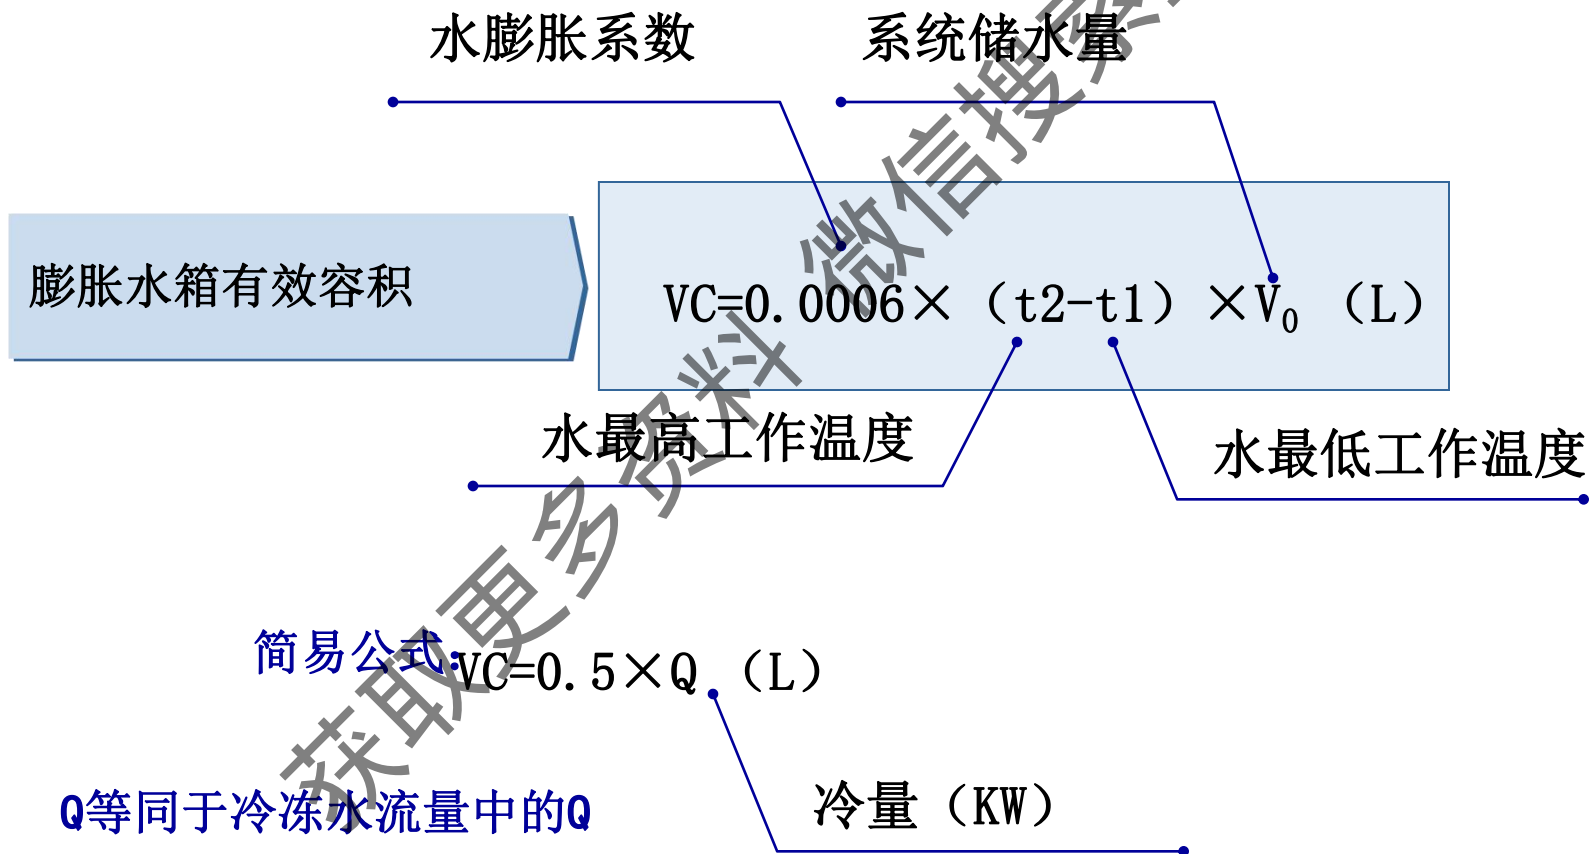 水膨胀系数
系统储水量
膨胀水箱有效容积
VC=0.0006×（t2-t1）×V₀ （L）
水最高工作温度
水最低工作温度
简易公式:
VC=0.5×Q （L）
冷量（KW）
Q等同于冷冻水流量中的Q
获取更多资料 微信搜索